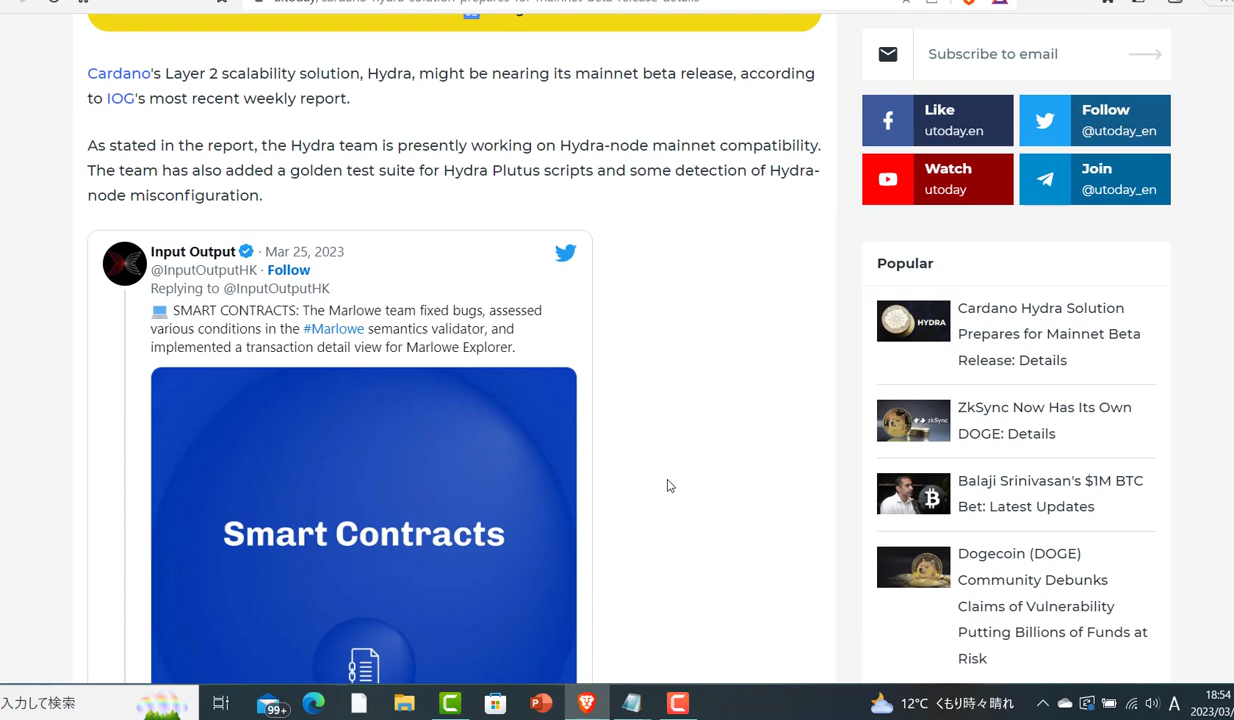 Cardano's Layer 2 scalability solution, Hydra, might be nearing its mainnet beta release, according
to IOG's most recent weekly report.
As stated in the report, the Hydra team is presently working on Hydra-node mainnet compatibility.
The team has also added a golden test suite for Hydra Plutus scripts and some detection of Hydra-
node misconfiguration.
Input Output · Mar 25, 2023
@InputOutputHK · Follow
Replying to @InputOutputHK
SMART CONTRACTS: The Marlowe team fixed bugs, assessed
various conditions in the #Marlowe semantics validator, and
implemented a transaction detail view for Marlowe Explorer.
Smart Contracts
Subscribe to email
Like
utoday.en
Follow
@utoday_en
Watch
utoday
Join
@utoday_en
Popular
HYDRA
Cardano Hydra Solution
Prepares for Mainnet Beta
Release: Details
zkSync
ZkSync Now Has Its Own
DOGE: Details
Balaji Srinivasan's $1M BTC
Bet: Latest Updates
Dogecoin (DOGE)
Community Debunks
Claims of Vulnerability
Putting Billions of Funds at
Risk
入力して検索
99+
12°C くもり時々晴れ
A
18:54
2023/03/